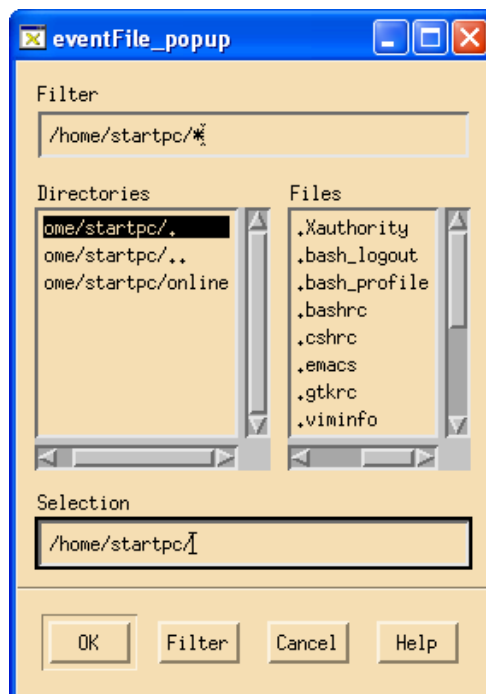 eventFile_popup
Filter
/home/startpc/*
Directories
ome/startpc/.
ome/startpc/..
ome/startpc/online
Files
.Xauthority
.bash_logout
.bash_profile
.bashrc
.cshrc
.emacs
.gtkrc
.viminfo
Selection
/home/startpc/
OK Filter Cancel Help